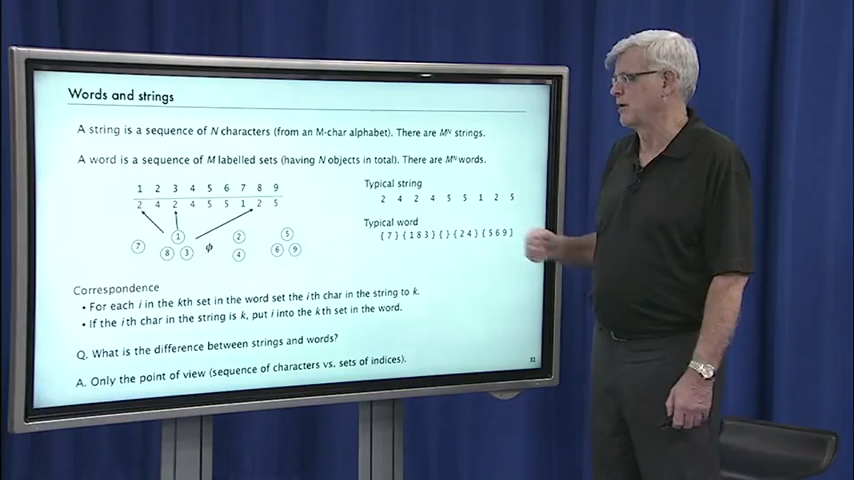 Words and strings
A string is a sequence of N characters (from an M-char alphabet). There are Mᴺ strings.
A word is a sequence of M labelled sets (having N objects in total). There are Mᴺ words.
1 2 3 4 5 6 7 8 9
2 4 2 4 5 5 1 2 5
7 1 8 3 ϕ 2 4 5 6 9
Typical string
2 4 2 4 5 5 1 2 5
Typical word
{ 7 } { 1 8 3 } { } { 2 4 } { 5 6 9 }
Correspondence
• For each i in the kth set in the word set the ith char in the string to k.
• If the ith char in the string is k, put i into the kth set in the word.
Q. What is the difference between strings and words?
A. Only the point of view (sequence of characters vs. sets of indices).
32